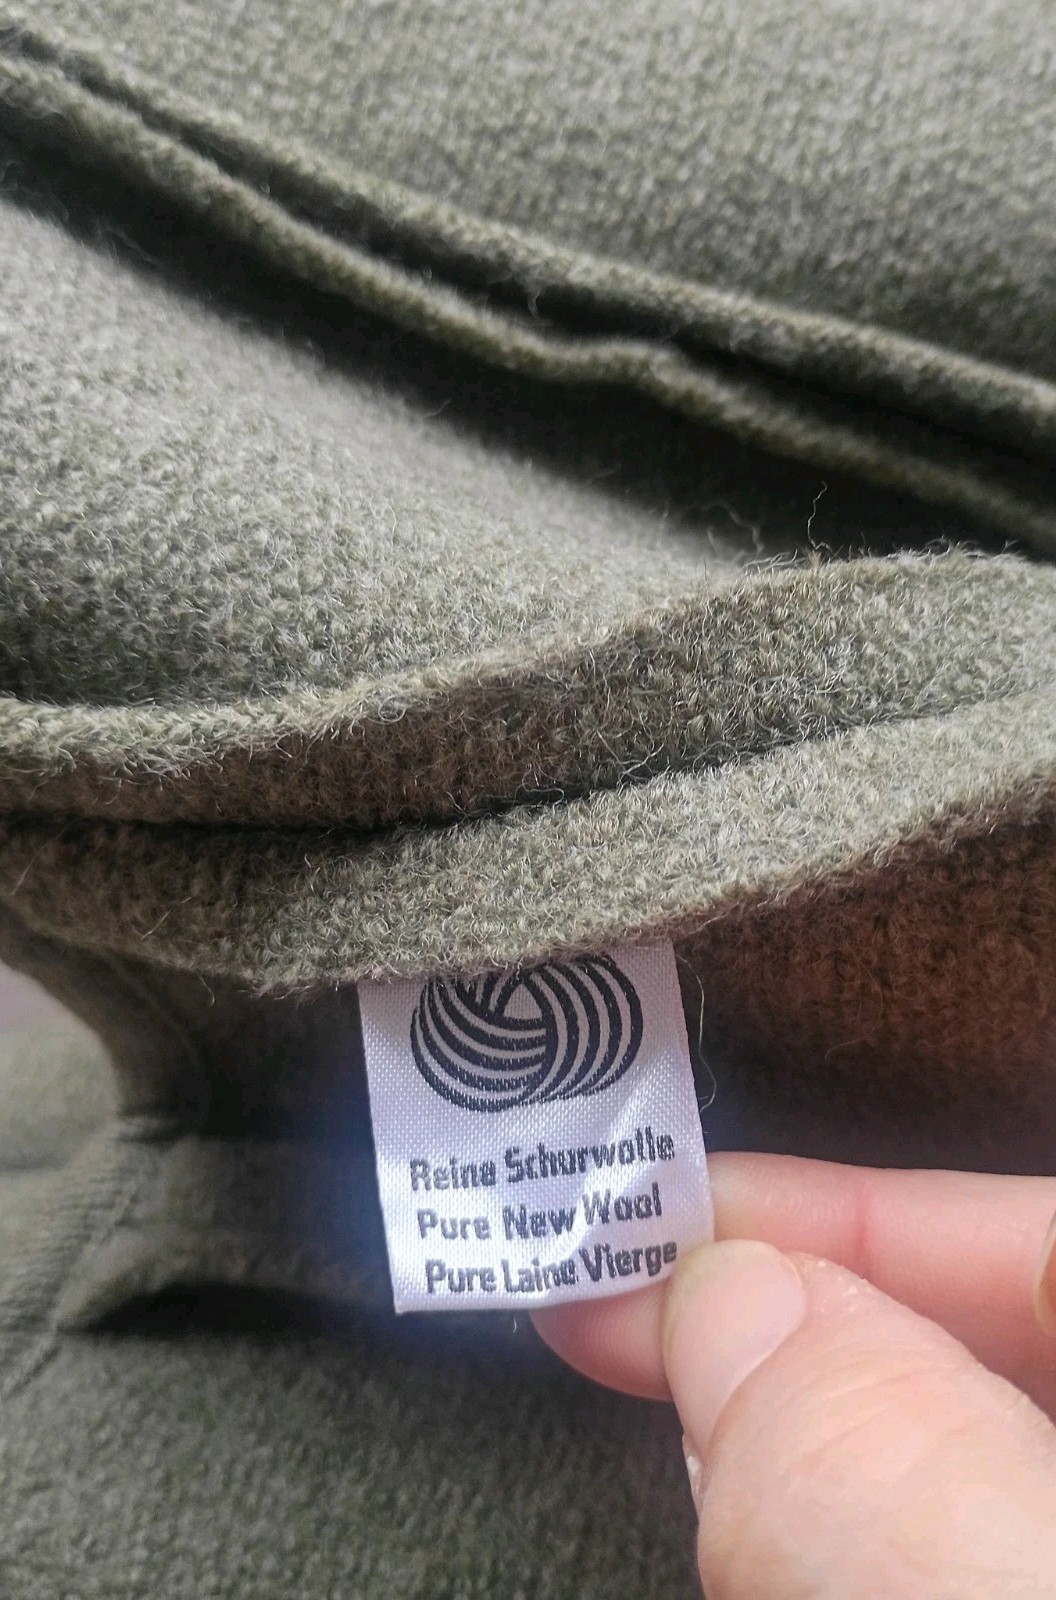 Reine Schurwolle
Pure New Wool
Pure Laine Vierge